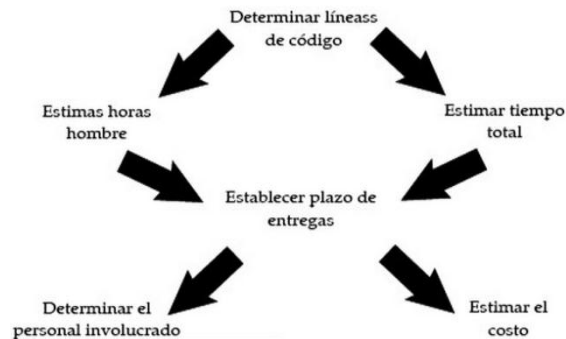 Determinar líneass
de código
Estimas horas
hombre
Estimar tiempo
total
Establecer plazo de
entregas
Determinar el
personal involucrado
Estimar el
costo